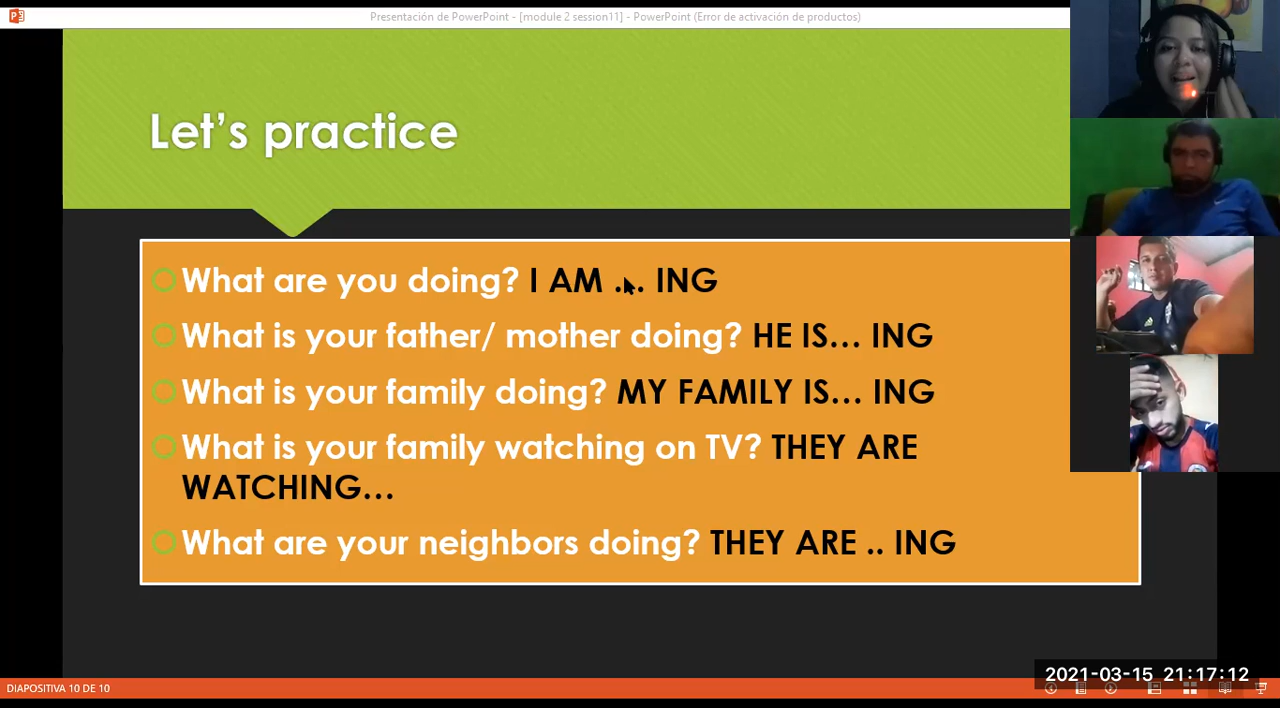 Presentación de PowerPoint - [module 2 session11] - PowerPoint (Error de activación de productos)
Let's practice
What are you doing? I AM ... ING
What is your father/ mother doing? HE IS... ING
What is your family doing? MY FAMILY IS... ING
What is your family watching on TV? THEY ARE
WATCHING...
What are your neighbors doing? THEY ARE .. ING
2021-03-15 21:17:12
DIAPOSITIVA 10 DE 10